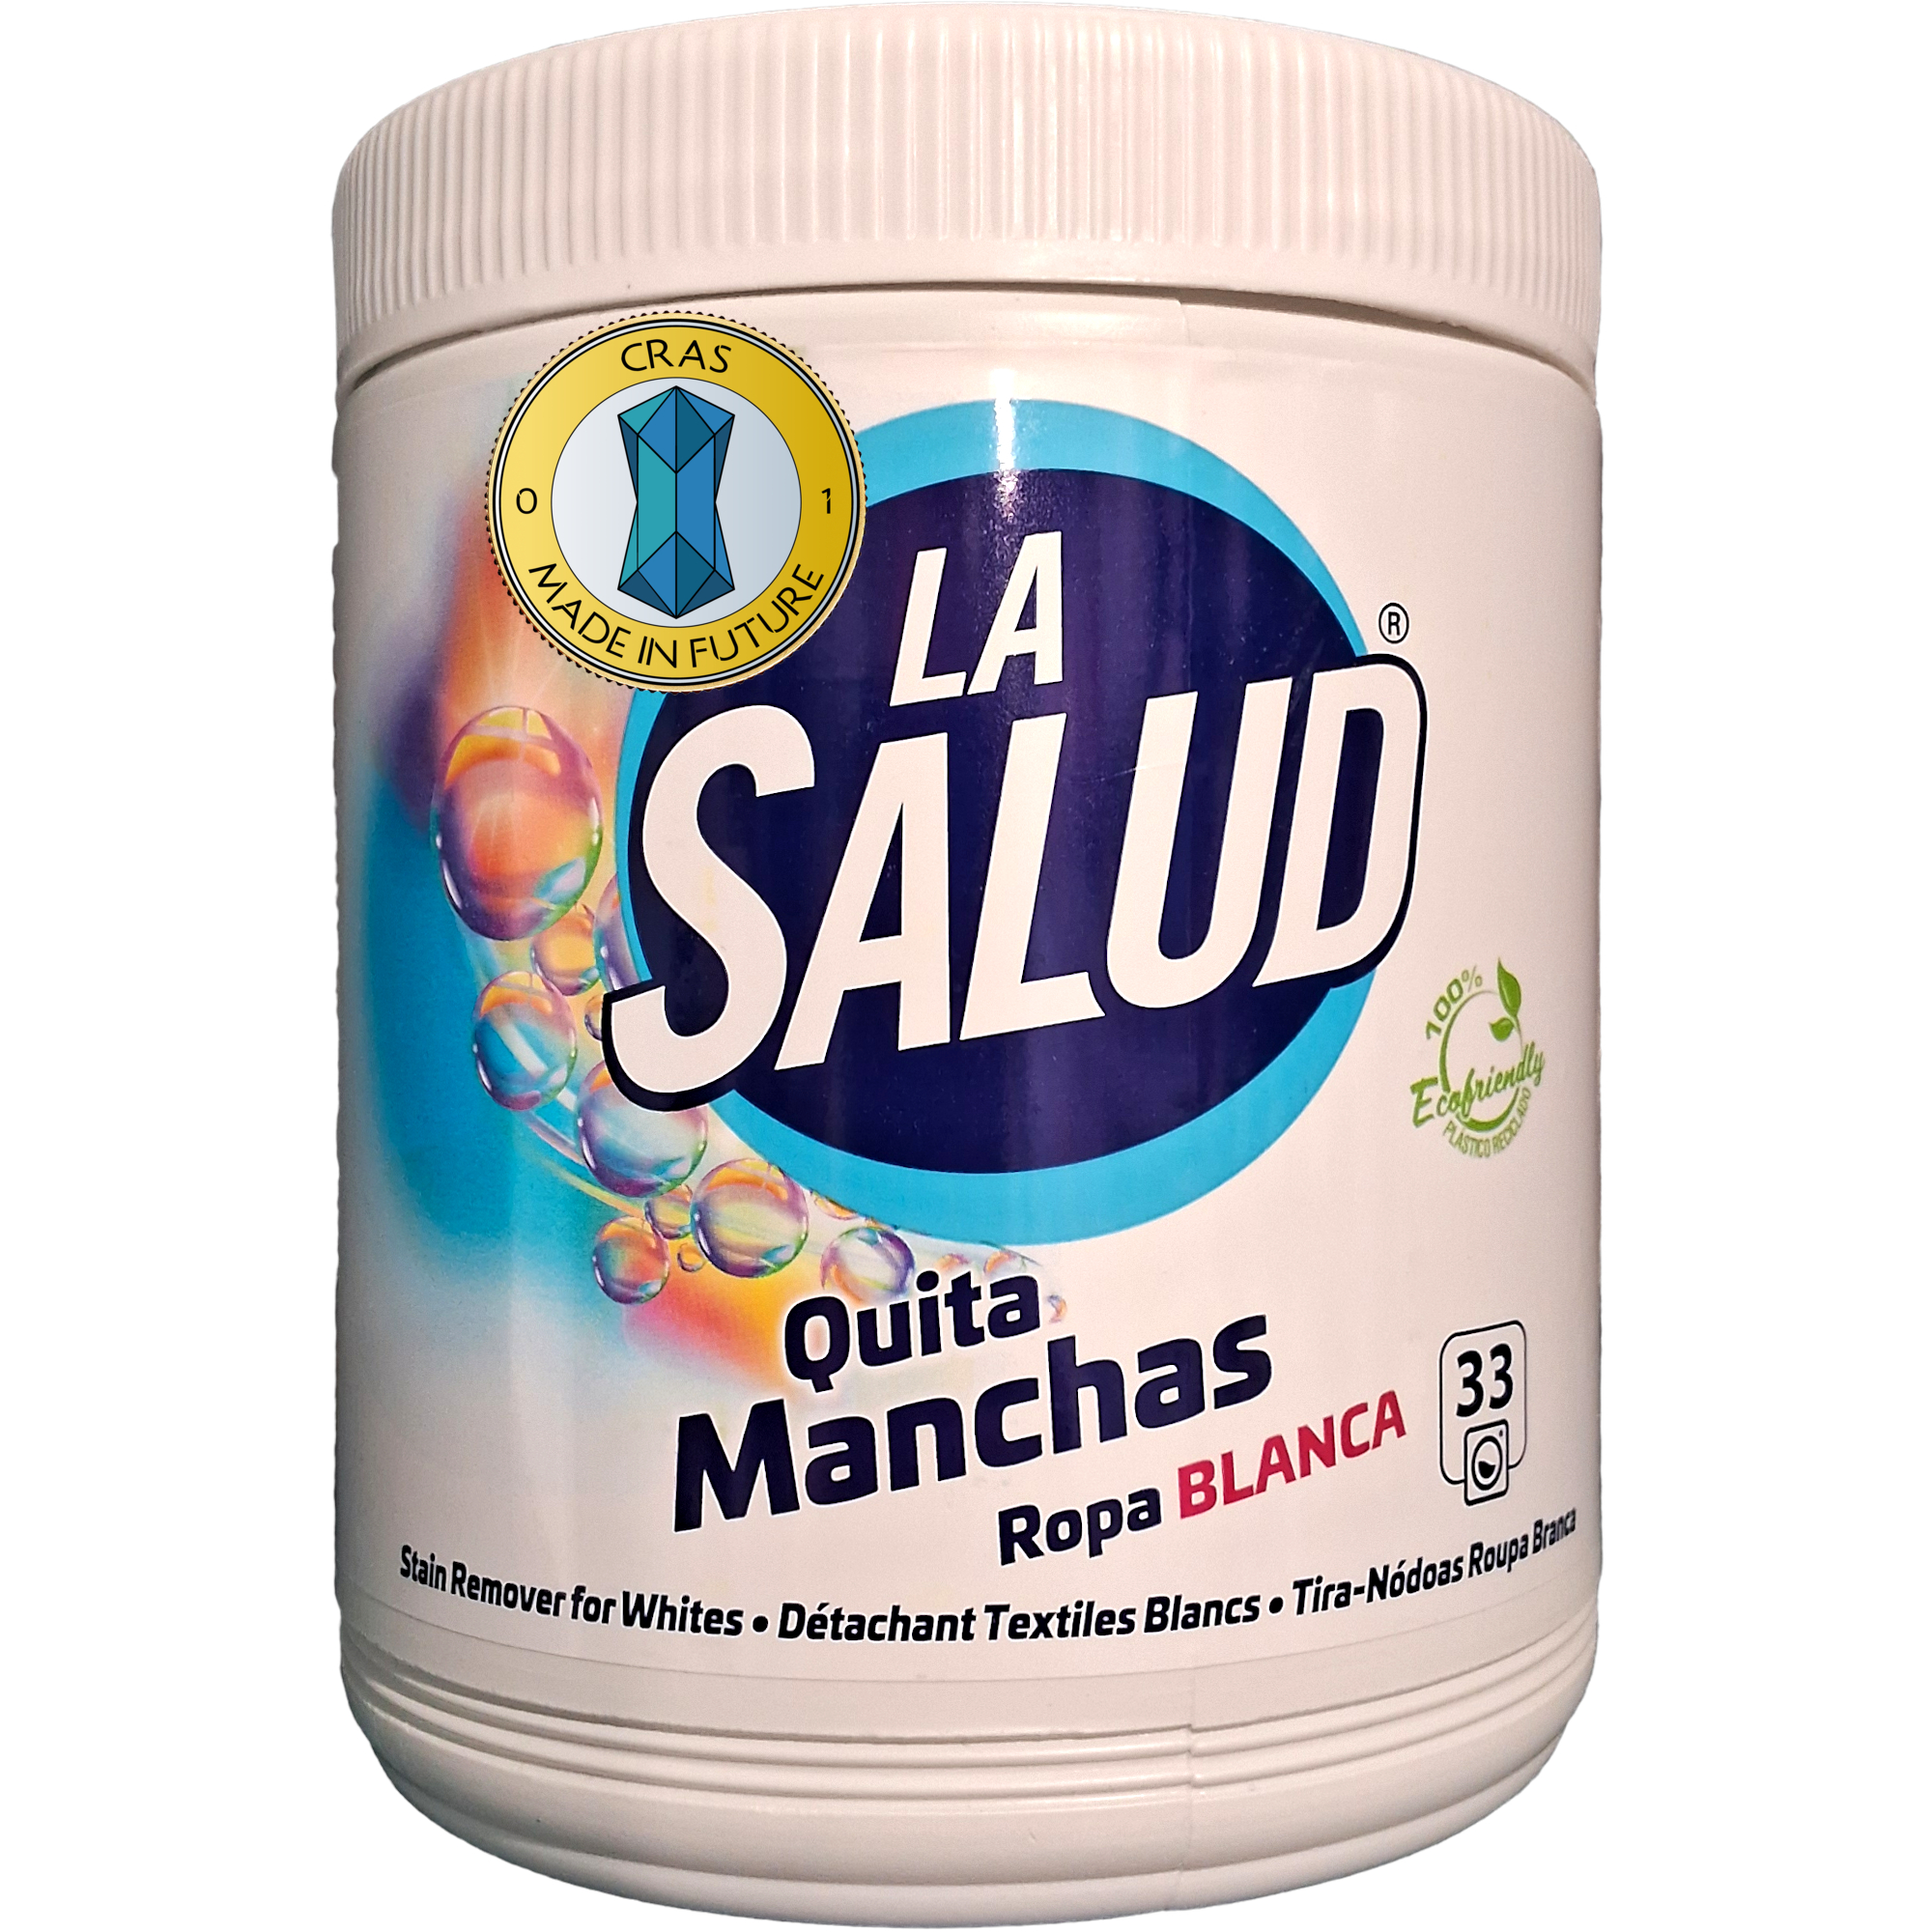 CRAS
0 1
MADE IN FUTURE
LA
SALUD®
100%
Ecofriendly
PLÁSTICO RECICLADO
Quita
Manchas
Ropa BLANCA
33
Stain Remover for Whites • Détachant Textiles Blancs • Tira-Nódoas Roupa Branca